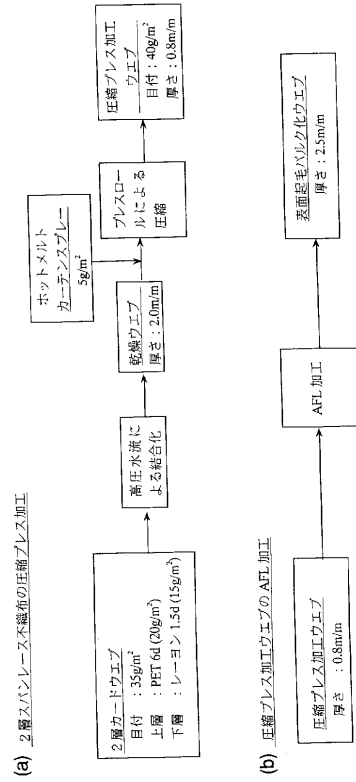 (a) 2層スパンレース不織布の圧縮プレス加工
2層カードウエブ
目付 : 35g/m²
上層 : PET 6d (20g/m²)
下層 : レーヨン 1.5d (15g/m²)
高圧水流に
よる結合化
乾燥ウエブ
厚さ : 2.0m/m
ホットメルト
カーテンスプレー
5g/m²
プレスロー
ルによる
圧縮
圧縮プレス加工
ウエブ
目付 : 40g/m²
厚さ : 0.8m/m
(b) 圧縮プレス加工ウエブのAFL加工
圧縮プレス加工ウエブ
厚さ : 0.8m/m
AFL加工
表面起毛バルク化ウエブ
厚さ : 2.5m/m